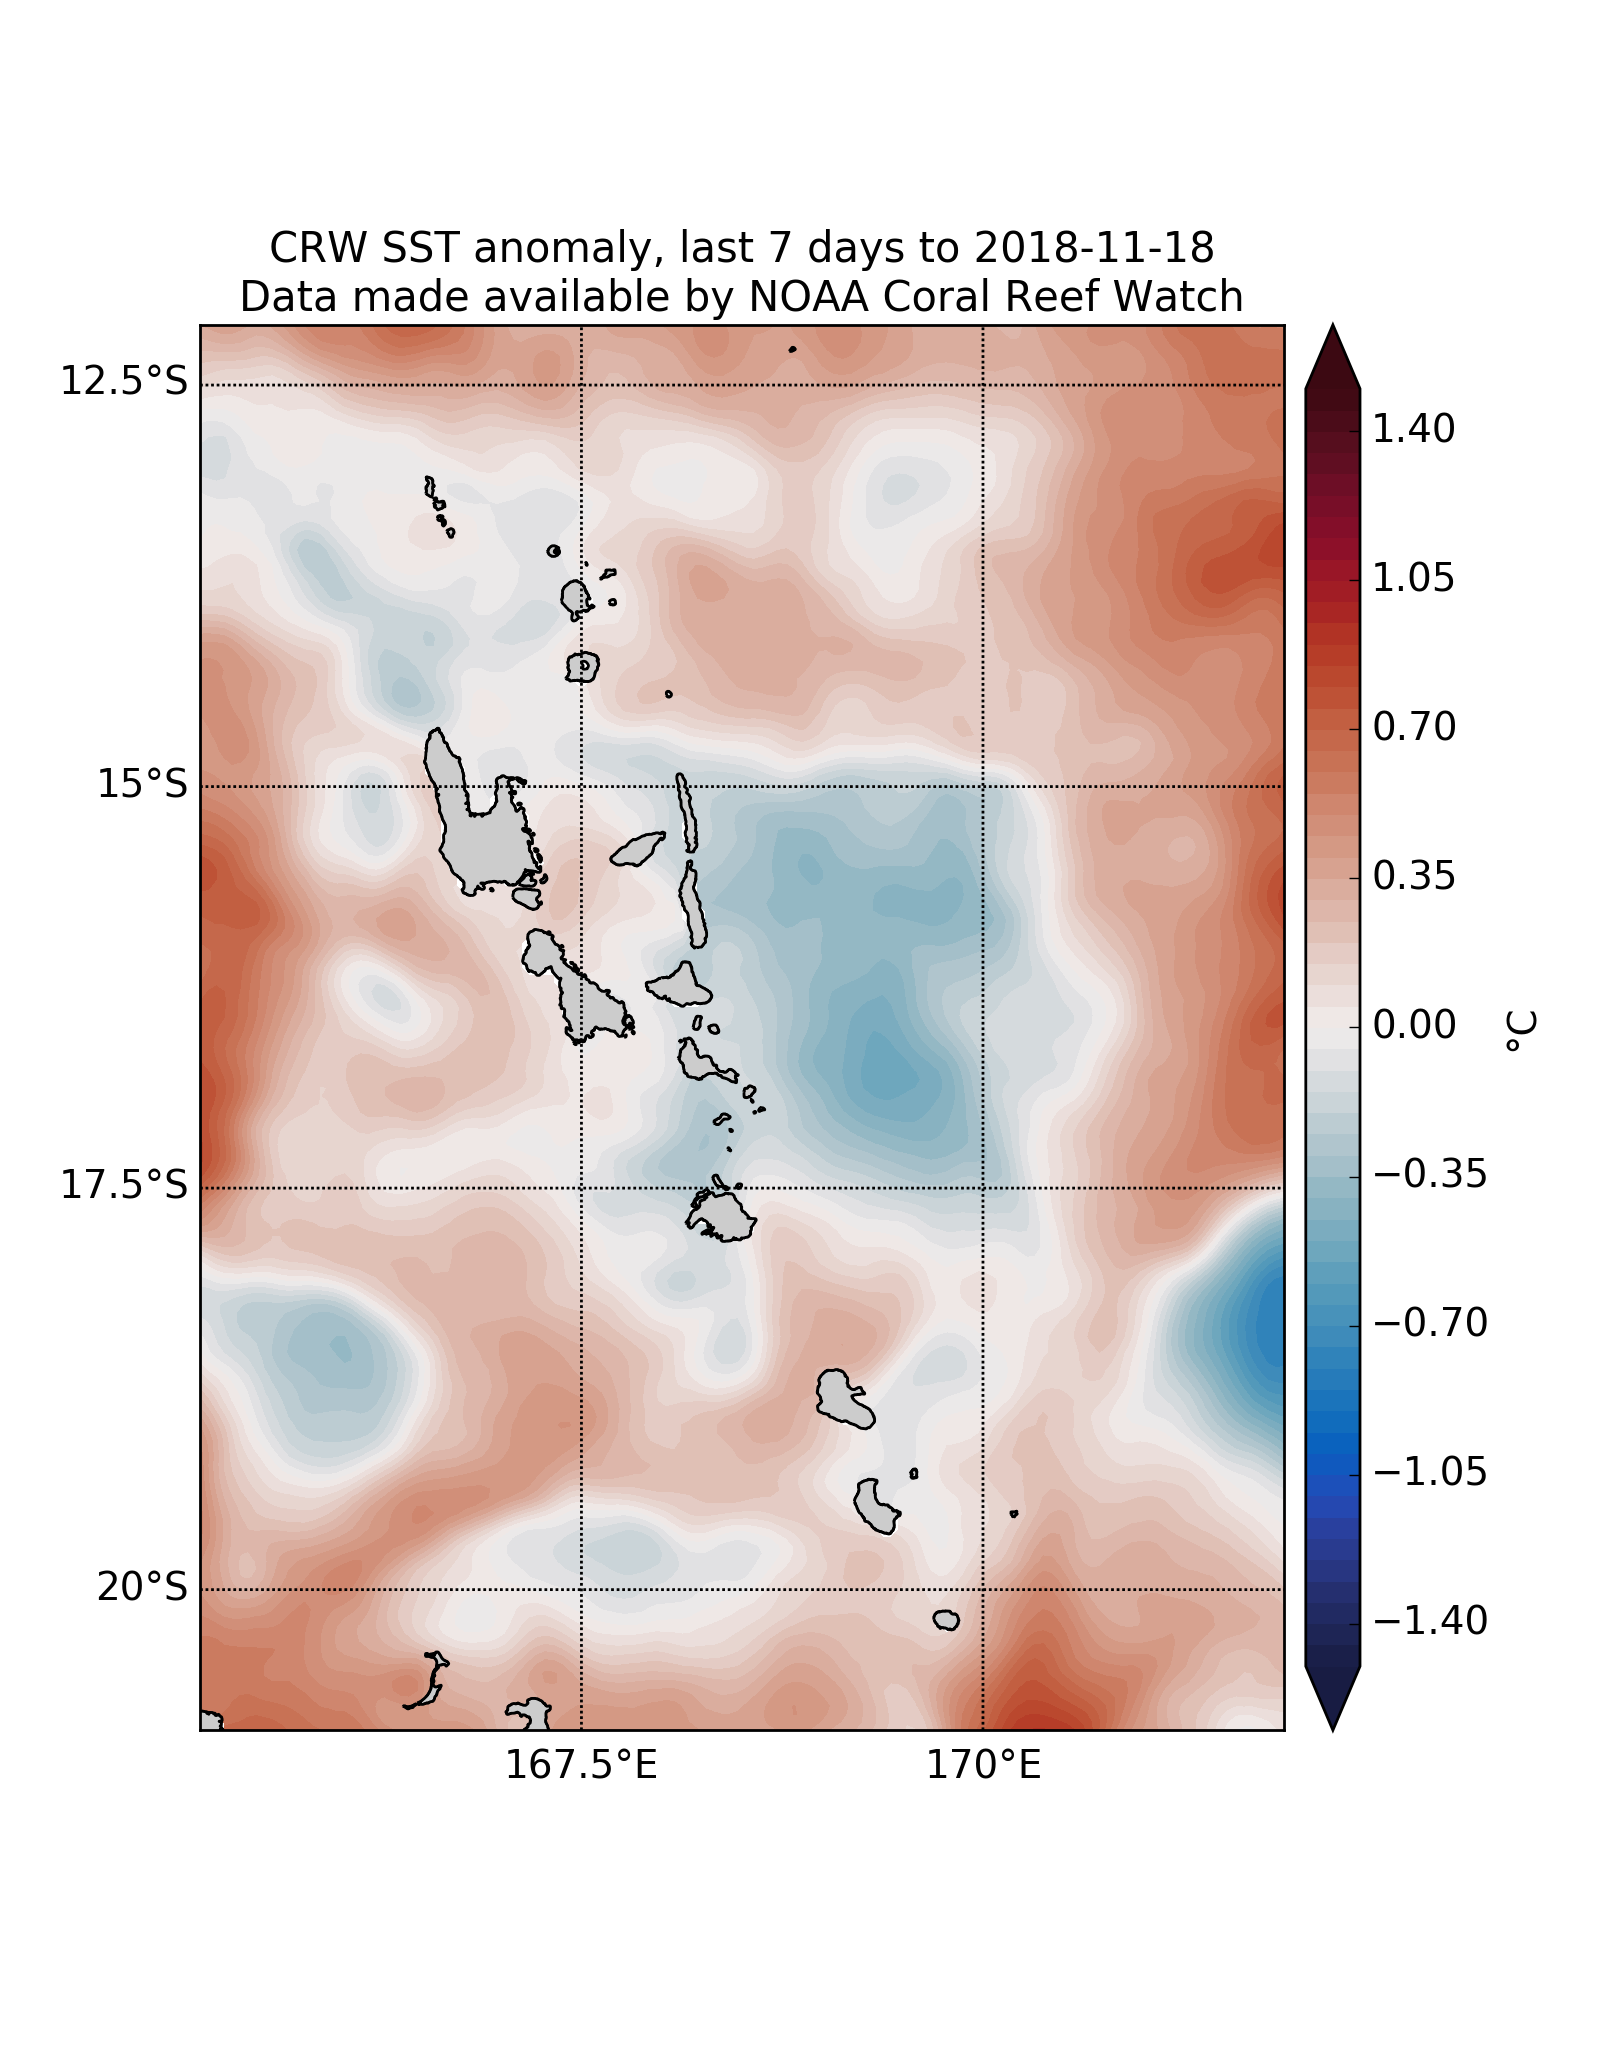 CRW SST anomaly, last 7 days to 2018-11-18
Data made available by NOAA Coral Reef Watch
12.5°S
15°S
17.5°S
20°S
167.5°E
170°E
1.40
1.05
0.70
0.35
0.00
−0.35
−0.70
−1.05
−1.40
°C